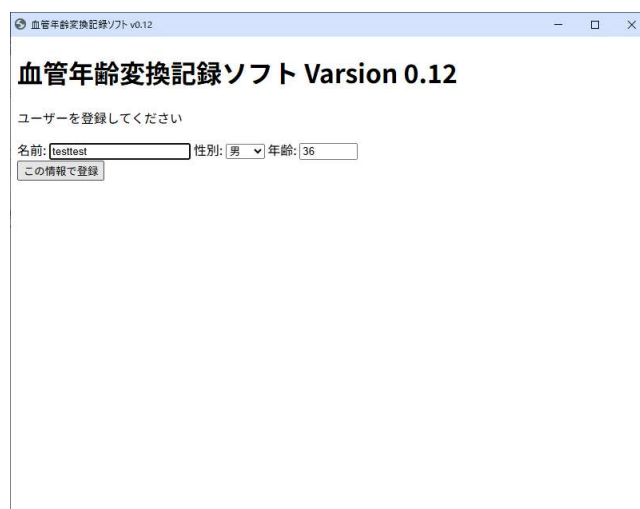 血管年齢変換記録ソフト v0.12
血管年齢変換記録ソフト Varsion 0.12
ユーザーを登録してください
名前: testtest 性別: 男 年齢: 36
この情報で登録